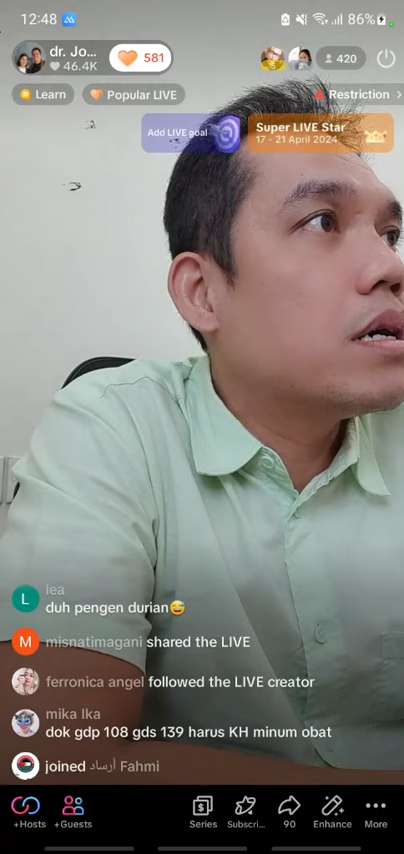 12:48
86%
dr. Jo...
46.4K
581
420
Learn
Popular LIVE
Restriction
Add LIVE goal
Super LIVE Star
17 - 21 April 2024
lea
L
duh pengen durian😅
M
misnatimagani shared the LIVE
ferronica angel followed the LIVE creator
mika Ika
dok gdp 108 gds 139 harus KH minum obat
joined أرساد Fahmi
+Hosts
+Guests
Series
Subscri...
90
Enhance
More